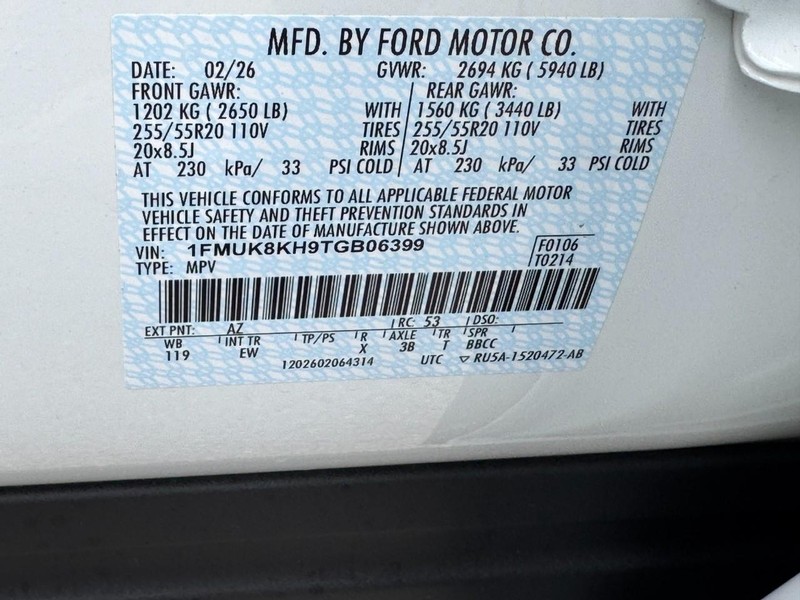 MFD. BY FORD MOTOR CO.
DATE: 02/26 GVWR: 2694 KG ( 5940 LB)
FRONT GAWR: REAR GAWR:
1202 KG ( 2650 LB) WITH 1560 KG ( 3440 LB) WITH
255/55R20 110V TIRES 255/55R20 110V TIRES
20x8.5J RIMS 20x8.5J RIMS
AT 230 kPa/ 33 PSI COLD AT 230 kPa/ 33 PSI COLD
THIS VEHICLE CONFORMS TO ALL APPLICABLE FEDERAL MOTOR
VEHICLE SAFETY AND THEFT PREVENTION STANDARDS IN
EFFECT ON THE DATE OF MANUFACTURE SHOWN ABOVE.
VIN: 1FMUK8KH9TGB06399 F0106
TYPE: MPV T0214
EXT PNT: AZ RC: 53 DSO:
WB INT TR TP/PS R AXLE TR SPR
119 EW X 3B T BBCC
1202602064314 UTC ▽ RU5A-1520472-AB